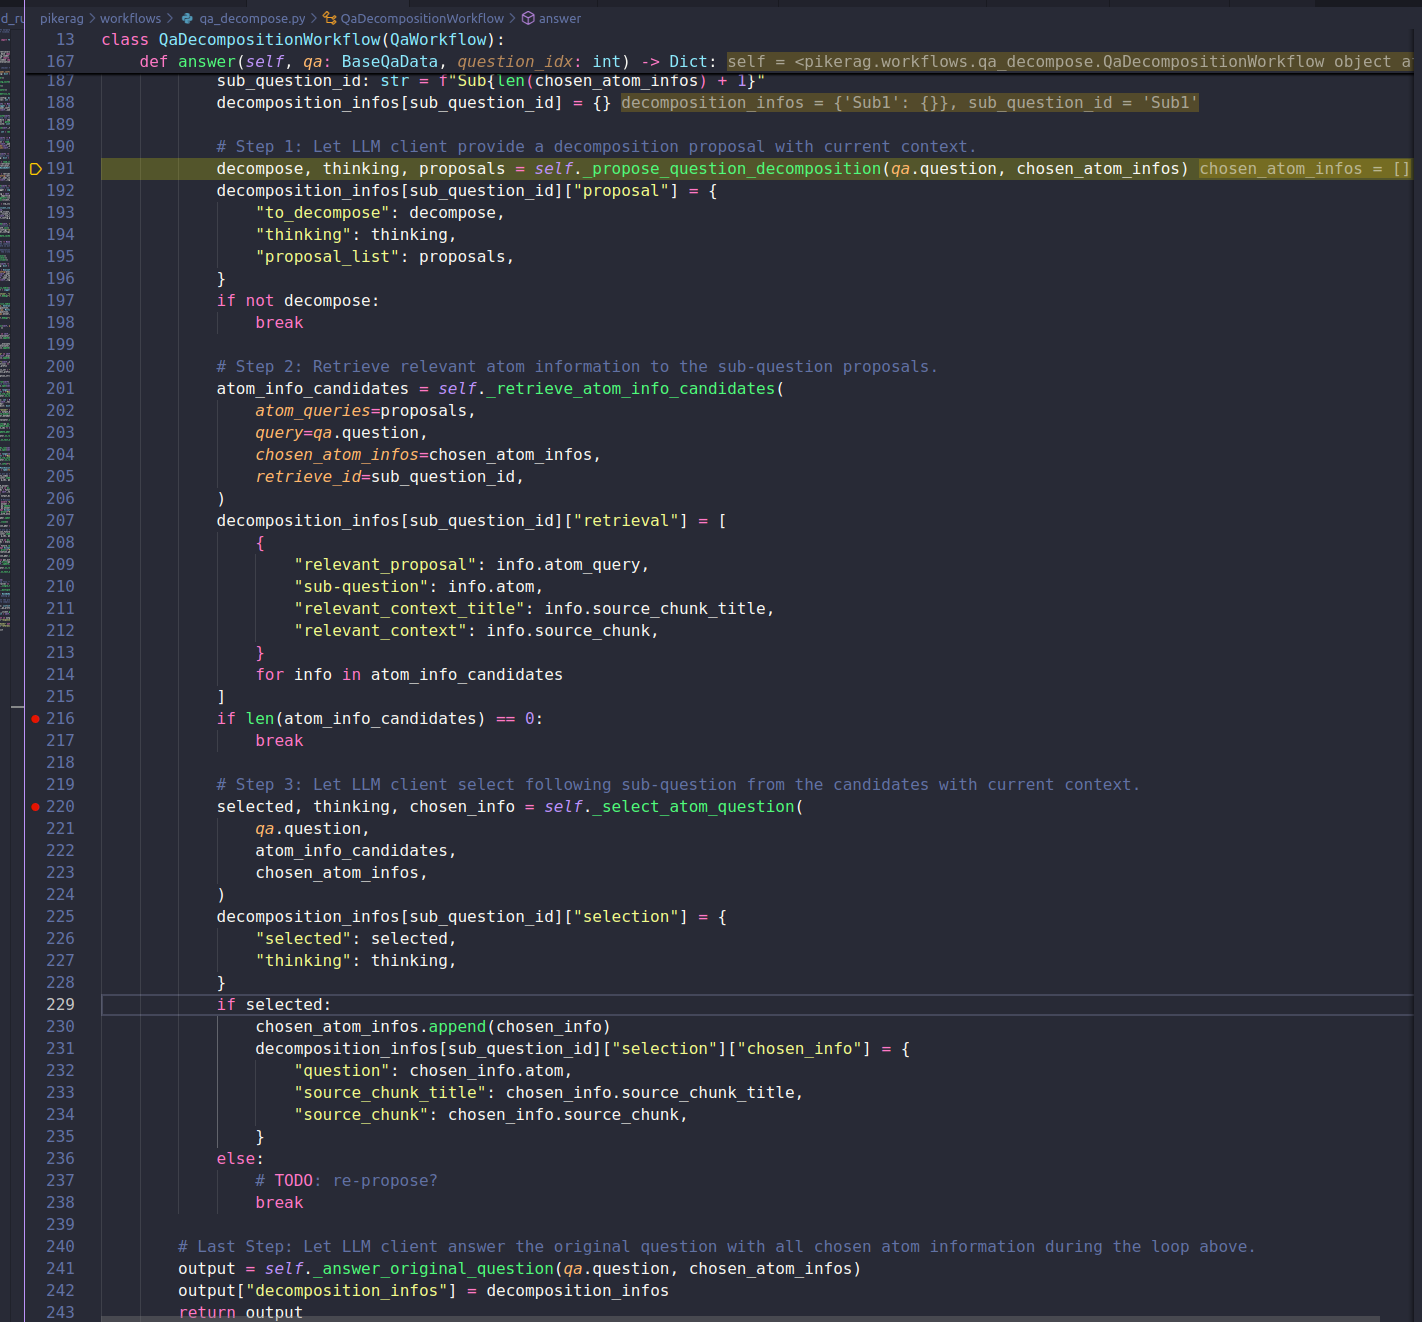 d_ru pikerag > workflows > qa_decompose.py > QaDecompositionWorkflow > answer
13 class QaDecompositionWorkflow(QaWorkflow):
167     def answer(self, qa: BaseQaData, question_idx: int) -> Dict: self = <pikerag.workflows.qa_decompose.QaDecompositionWorkflow object a
187             sub_question_id: str = f"Sub{len(chosen_atom_infos) + 1}"
188             decomposition_infos[sub_question_id] = {} decomposition_infos = {'Sub1': {}}, sub_question_id = 'Sub1'
189
190             # Step 1: Let LLM client provide a decomposition proposal with current context.
191             decompose, thinking, proposals = self._propose_question_decomposition(qa.question, chosen_atom_infos) chosen_atom_infos = []
192             decomposition_infos[sub_question_id]["proposal"] = {
193                 "to_decompose": decompose,
194                 "thinking": thinking,
195                 "proposal_list": proposals,
196             }
197             if not decompose:
198                 break
199
200             # Step 2: Retrieve relevant atom information to the sub-question proposals.
201             atom_info_candidates = self._retrieve_atom_info_candidates(
202                 atom_queries=proposals,
203                 query=qa.question,
204                 chosen_atom_infos=chosen_atom_infos,
205                 retrieve_id=sub_question_id,
206             )
207             decomposition_infos[sub_question_id]["retrieval"] = [
208                 {
209                     "relevant_proposal": info.atom_query,
210                     "sub-question": info.atom,
211                     "relevant_context_title": info.source_chunk_title,
212                     "relevant_context": info.source_chunk,
213                 }
214                 for info in atom_info_candidates
215             ]
216             if len(atom_info_candidates) == 0:
217                 break
218
219             # Step 3: Let LLM client select following sub-question from the candidates with current context.
220             selected, thinking, chosen_info = self._select_atom_question(
221                 qa.question,
222                 atom_info_candidates,
223                 chosen_atom_infos,
224             )
225             decomposition_infos[sub_question_id]["selection"] = {
226                 "selected": selected,
227                 "thinking": thinking,
228             }
229             if selected:
230                 chosen_atom_infos.append(chosen_info)
231                 decomposition_infos[sub_question_id]["selection"]["chosen_info"] = {
232                     "question": chosen_info.atom,
233                     "source_chunk_title": chosen_info.source_chunk_title,
234                     "source_chunk": chosen_info.source_chunk,
235                 }
236             else:
237                 # TODO: re-propose?
238                 break
239
240         # Last Step: Let LLM client answer the original question with all chosen atom information during the loop above.
241         output = self._answer_original_question(qa.question, chosen_atom_infos)
242         output["decomposition_infos"] = decomposition_infos
243         return output